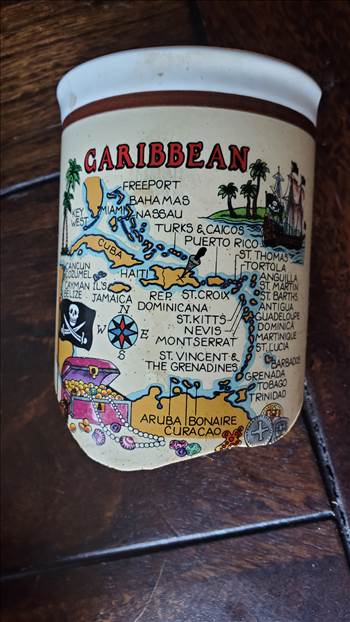 CARIBBEAN
FREEPORT
BAHAMAS
KEY
WEST
MIAMI
NASSAU
TURKS & CAICOS
PUERTO RICO
CUBA
ST. THOMAS
TORTOLA
CANCUN
COZUMEL
HAITI
ANGUILLA
ST. MARTIN
CAYMAN IL'S
ST. BARTHS
BELIZE
JAMAICA
REP.
DOMINICANA
ST. CROIX
ANTIGUA
GUADELOUPE
ST. KITTS
NEVIS
DOMINICA
MONTSERRAT
MARTINIQUE
ST. LUCIA
N
W
E
S
ST. VINCENT &
THE GRENADINES
BARBADOS
GRENADA
TOBAGO
TRINIDAD
ARUBA
BONAIRE
CURACAO